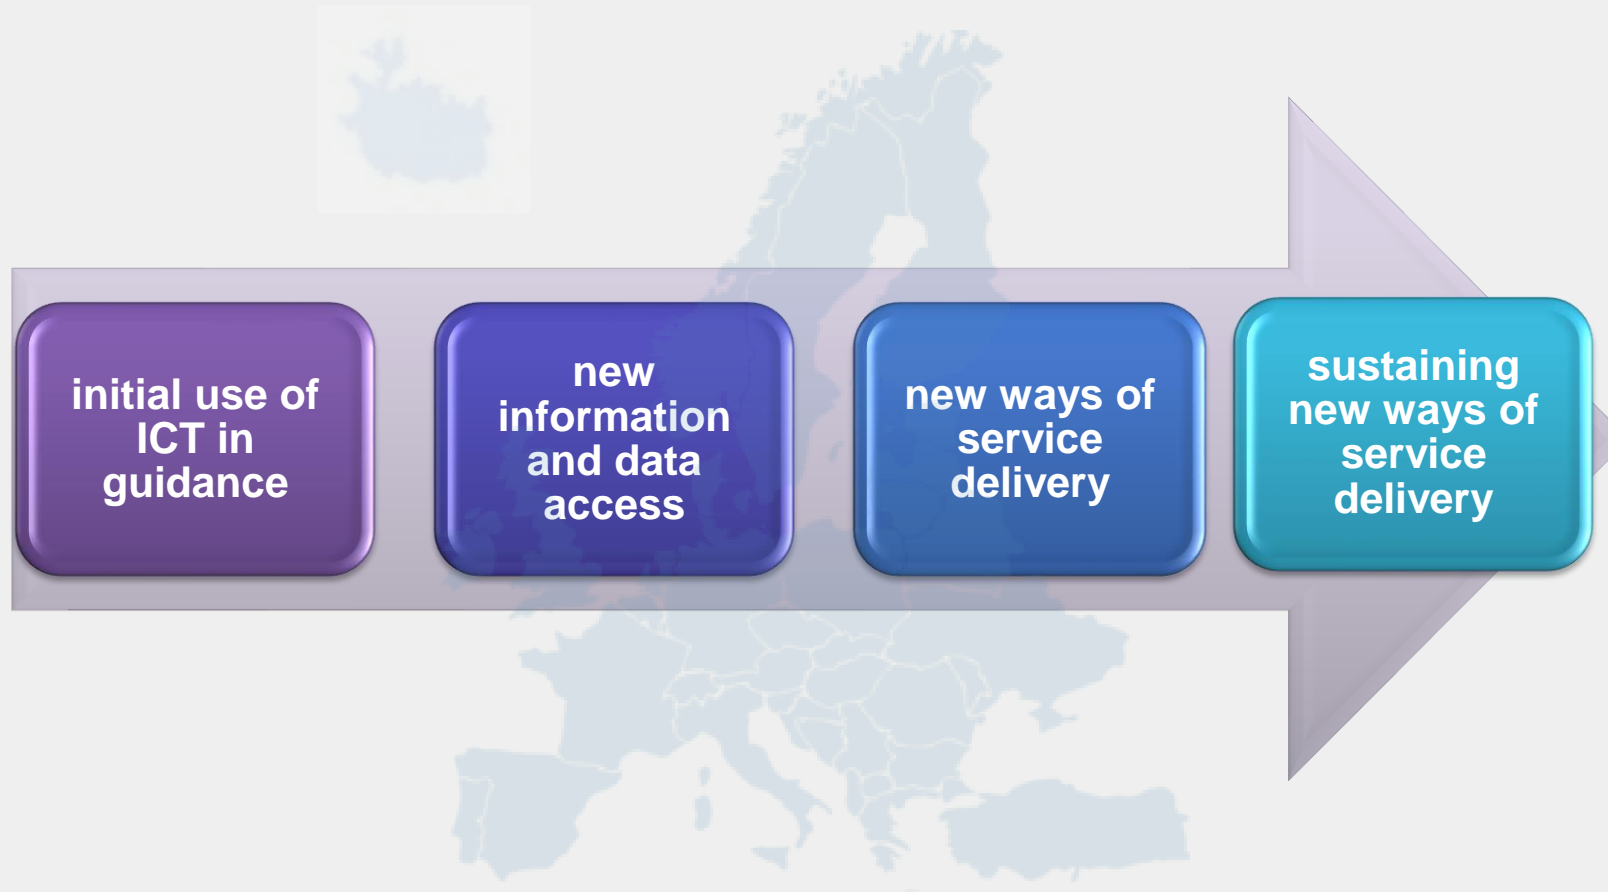 initial use of
ICT in
guidance
new
information
and data
access
new ways of
service
delivery
sustaining
new ways of
service
delivery